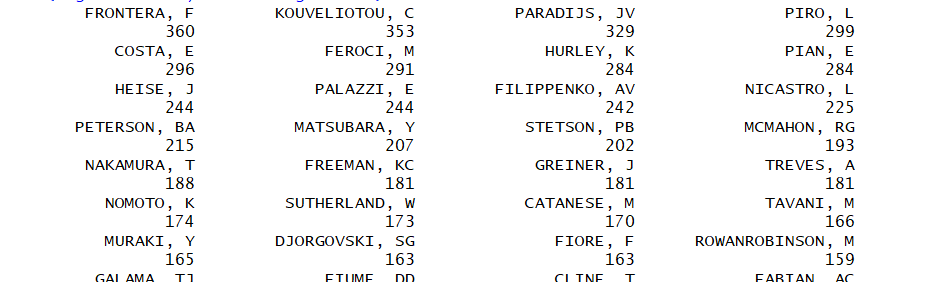 FRONTERA, F KOUVELIOTOU, C PARADIJS, JV PIRO, L
360 353 329 299
COSTA, E FEROCI, M HURLEY, K PIAN, E
296 291 284 284
HEISE, J PALAZZI, E FILIPPENKO, AV NICASTRO, L
244 244 242 225
PETERSON, BA MATSUBARA, Y STETSON, PB MCMAHON, RG
215 207 202 193
NAKAMURA, T FREEMAN, KC GREINER, J TREVES, A
188 181 181 181
NOMOTO, K SUTHERLAND, W CATANESE, M TAVANI, M
174 173 170 166
MURAKI, Y DJORGOVSKI, SG FIORE, F ROWANROBINSON, M
165 163 163 159
GALAMA, TJ FIUME, DD CLINE, T FABIAN, AC